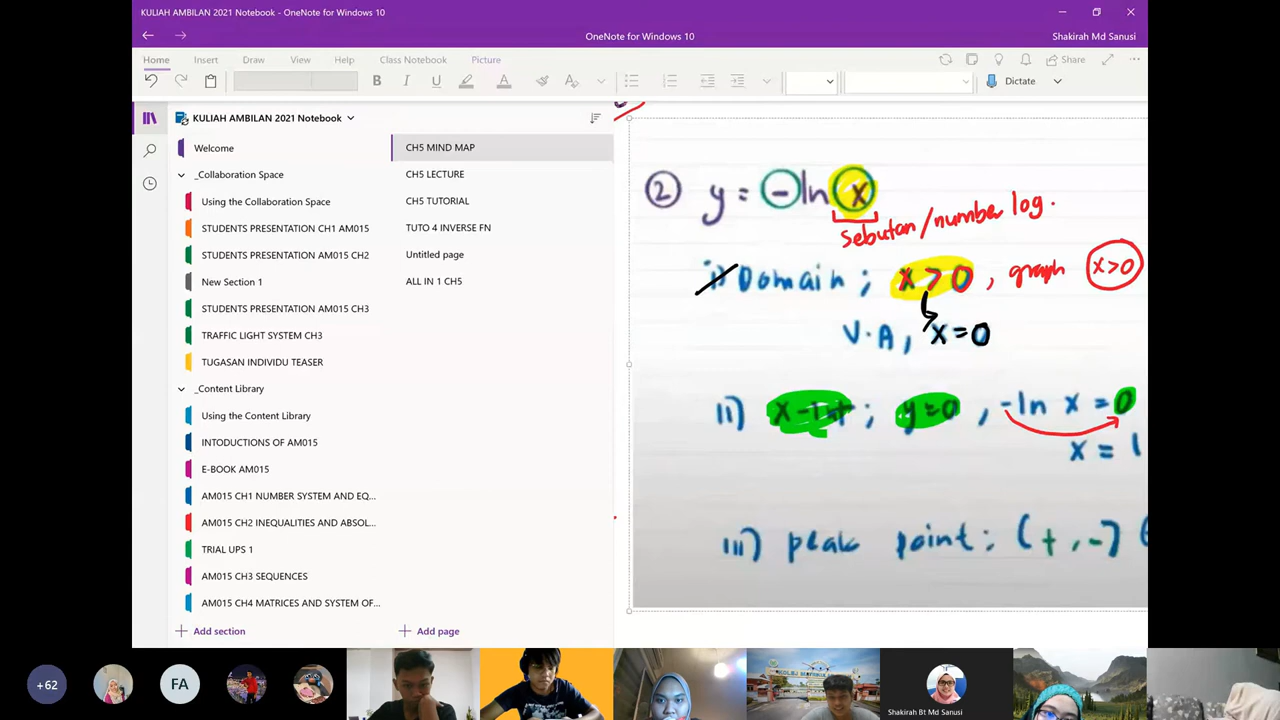 KULIAH AMBILAN 2021 Notebook - OneNote for Windows 10
OneNote for Windows 10
Shakirah Md Sanusi
Home Insert Draw View Help Class Notebook Picture
Share
B I U A Dictate
KULIAH AMBILAN 2021 Notebook
Welcome
_Collaboration Space
Using the Collaboration Space
STUDENTS PRESENTATION CH1 AM015
STUDENTS PRESENTATION AM015 CH2
New Section 1
STUDENTS PRESENTATION AM015 CH3
TRAFFIC LIGHT SYSTEM CH3
TUGASAN INDIVIDU TEASER
_Content Library
Using the Content Library
INTODUCTIONS OF AM015
E-BOOK AM015
AM015 CH1 NUMBER SYSTEM AND EQ...
AM015 CH2 INEQUALITIES AND ABSOL...
TRIAL UPS 1
AM015 CH3 SEQUENCES
AM015 CH4 MATRICES AND SYSTEM OF...
Add section
CH5 MIND MAP
CH5 LECTURE
CH5 TUTORIAL
TUTO 4 INVERSE FN
Untitled page
ALL IN 1 CH5
Add page
2 y = -ln x
sebutan/number log.
i) Domain ; x > 0 , graph x>0
V.A, x=0
ii) x-int ; y=0 , -ln x = 0
x = 1
iii) peak point : (+,-) (
+62
FA
Shakirah Bt Md Sanusi